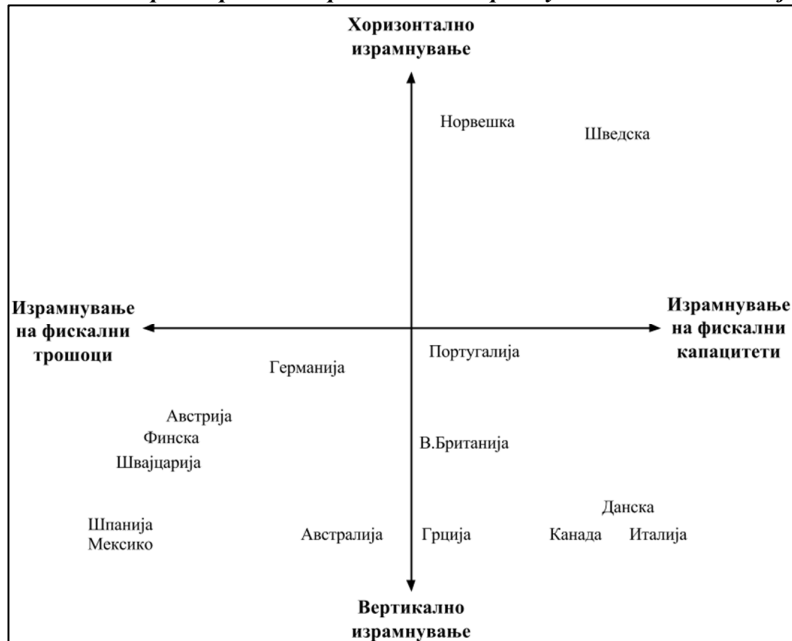 Хоризонтално
израмнување
Норвешка
Шведска
Израмнување
на фискални
трошоци
Израмнување
на фискални
капацитети
Португалија
Германија
Австрија
Финска
Швајцарија
В.Британија
Данска
Шпанија
Мексико
Австралија
Грција
Канада
Италија
Вертикално
израмнување